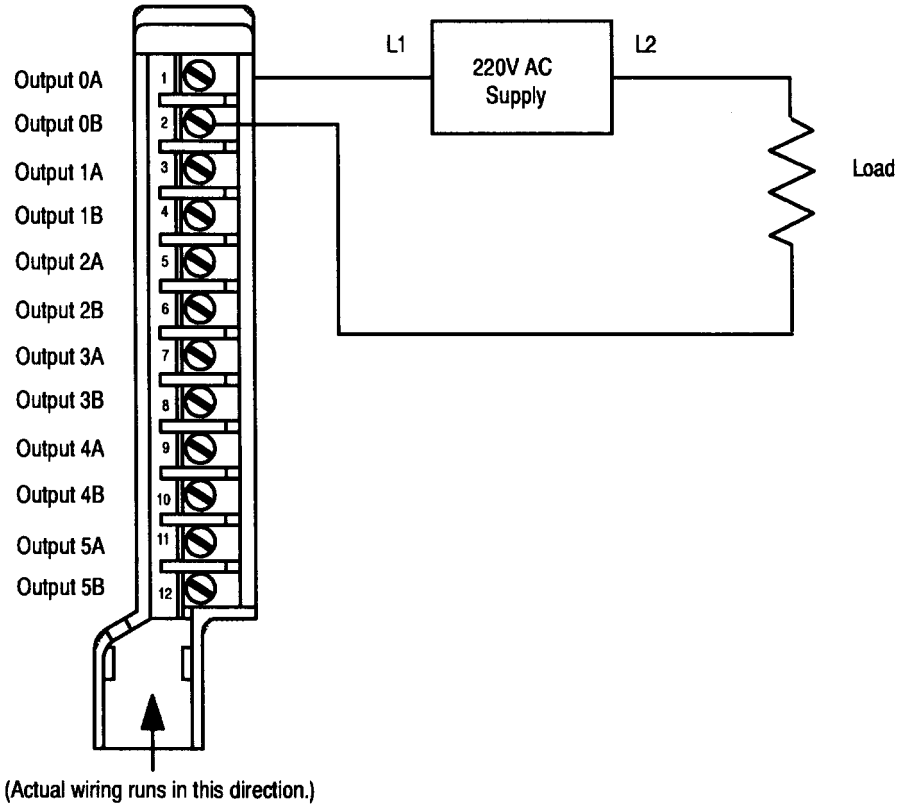 L1
220V AC
Supply
L2
Load
Output 0A
1
Output 0B
2
Output 1A
3
Output 1B
4
Output 2A
5
Output 2B
6
Output 3A
7
Output 3B
8
Output 4A
9
Output 4B
10
Output 5A
11
Output 5B
12
(Actual wiring runs in this direction.)